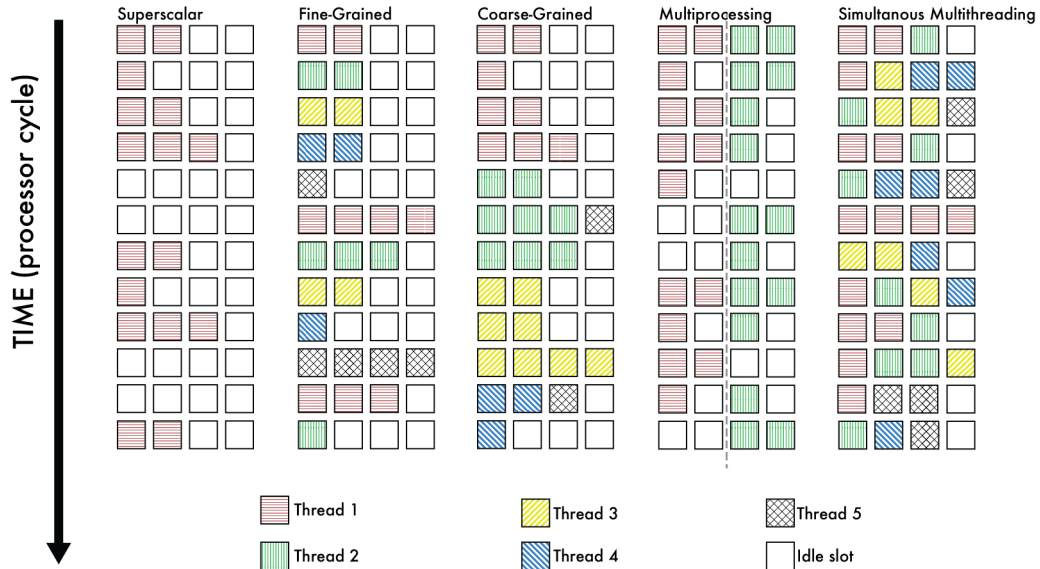 Superscalar
Fine-Grained
Coarse-Grained
Multiprocessing
Simultanous Multithreading
TIME (processor cycle)
Thread 1
Thread 3
Thread 5
Thread 2
Thread 4
Idle slot